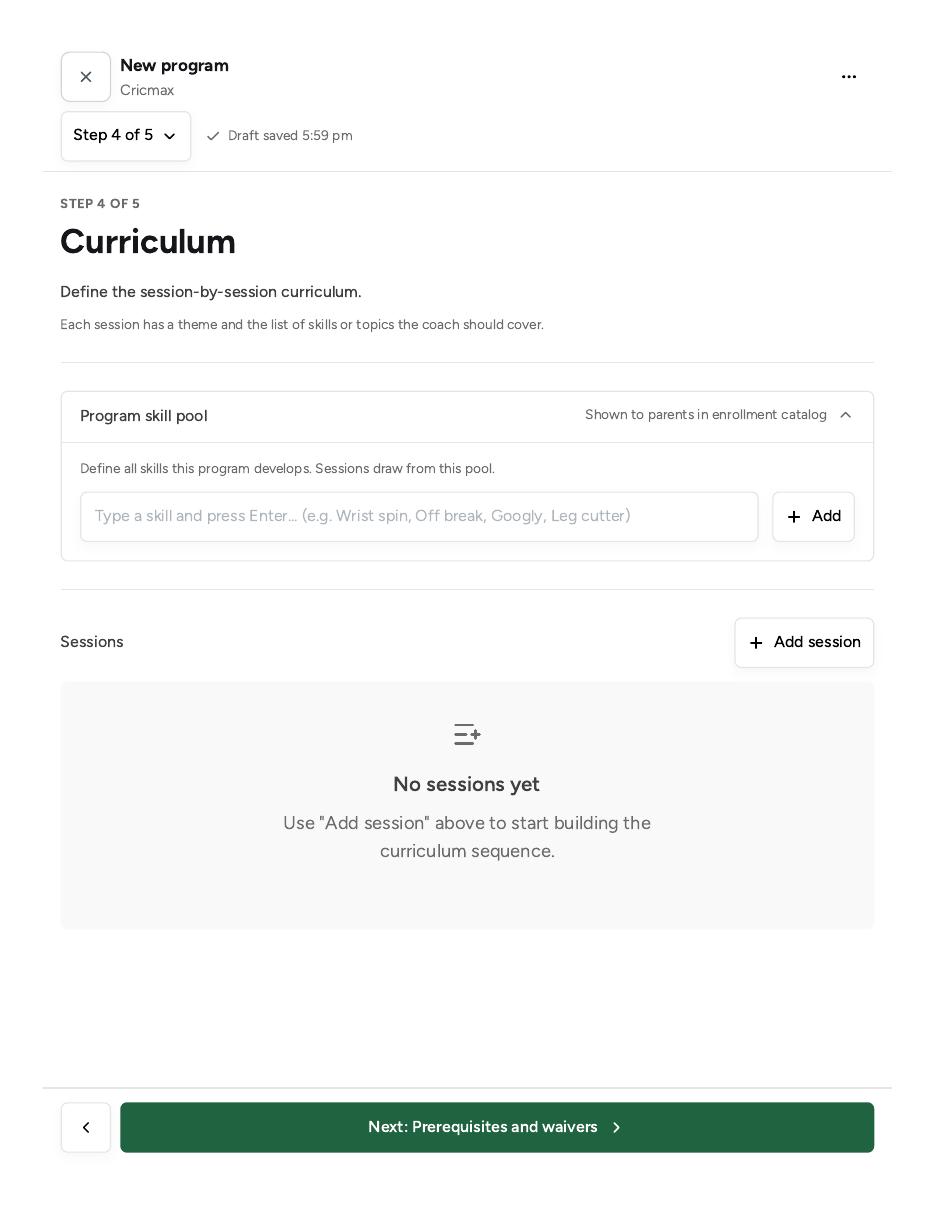 New program
Cricmax
Step 4 of 5
Draft saved 5:59 pm
STEP 4 OF 5
Curriculum
Define the session-by-session curriculum.
Each session has a theme and the list of skills or topics the coach should cover.
Program skill pool
Shown to parents in enrollment catalog
Define all skills this program develops. Sessions draw from this pool.
Type a skill and press Enter... (e.g. Wrist spin, Off break, Googly, Leg cutter)
Add
Sessions
Add session
No sessions yet
Use "Add session" above to start building the
curriculum sequence.
Next: Prerequisites and waivers